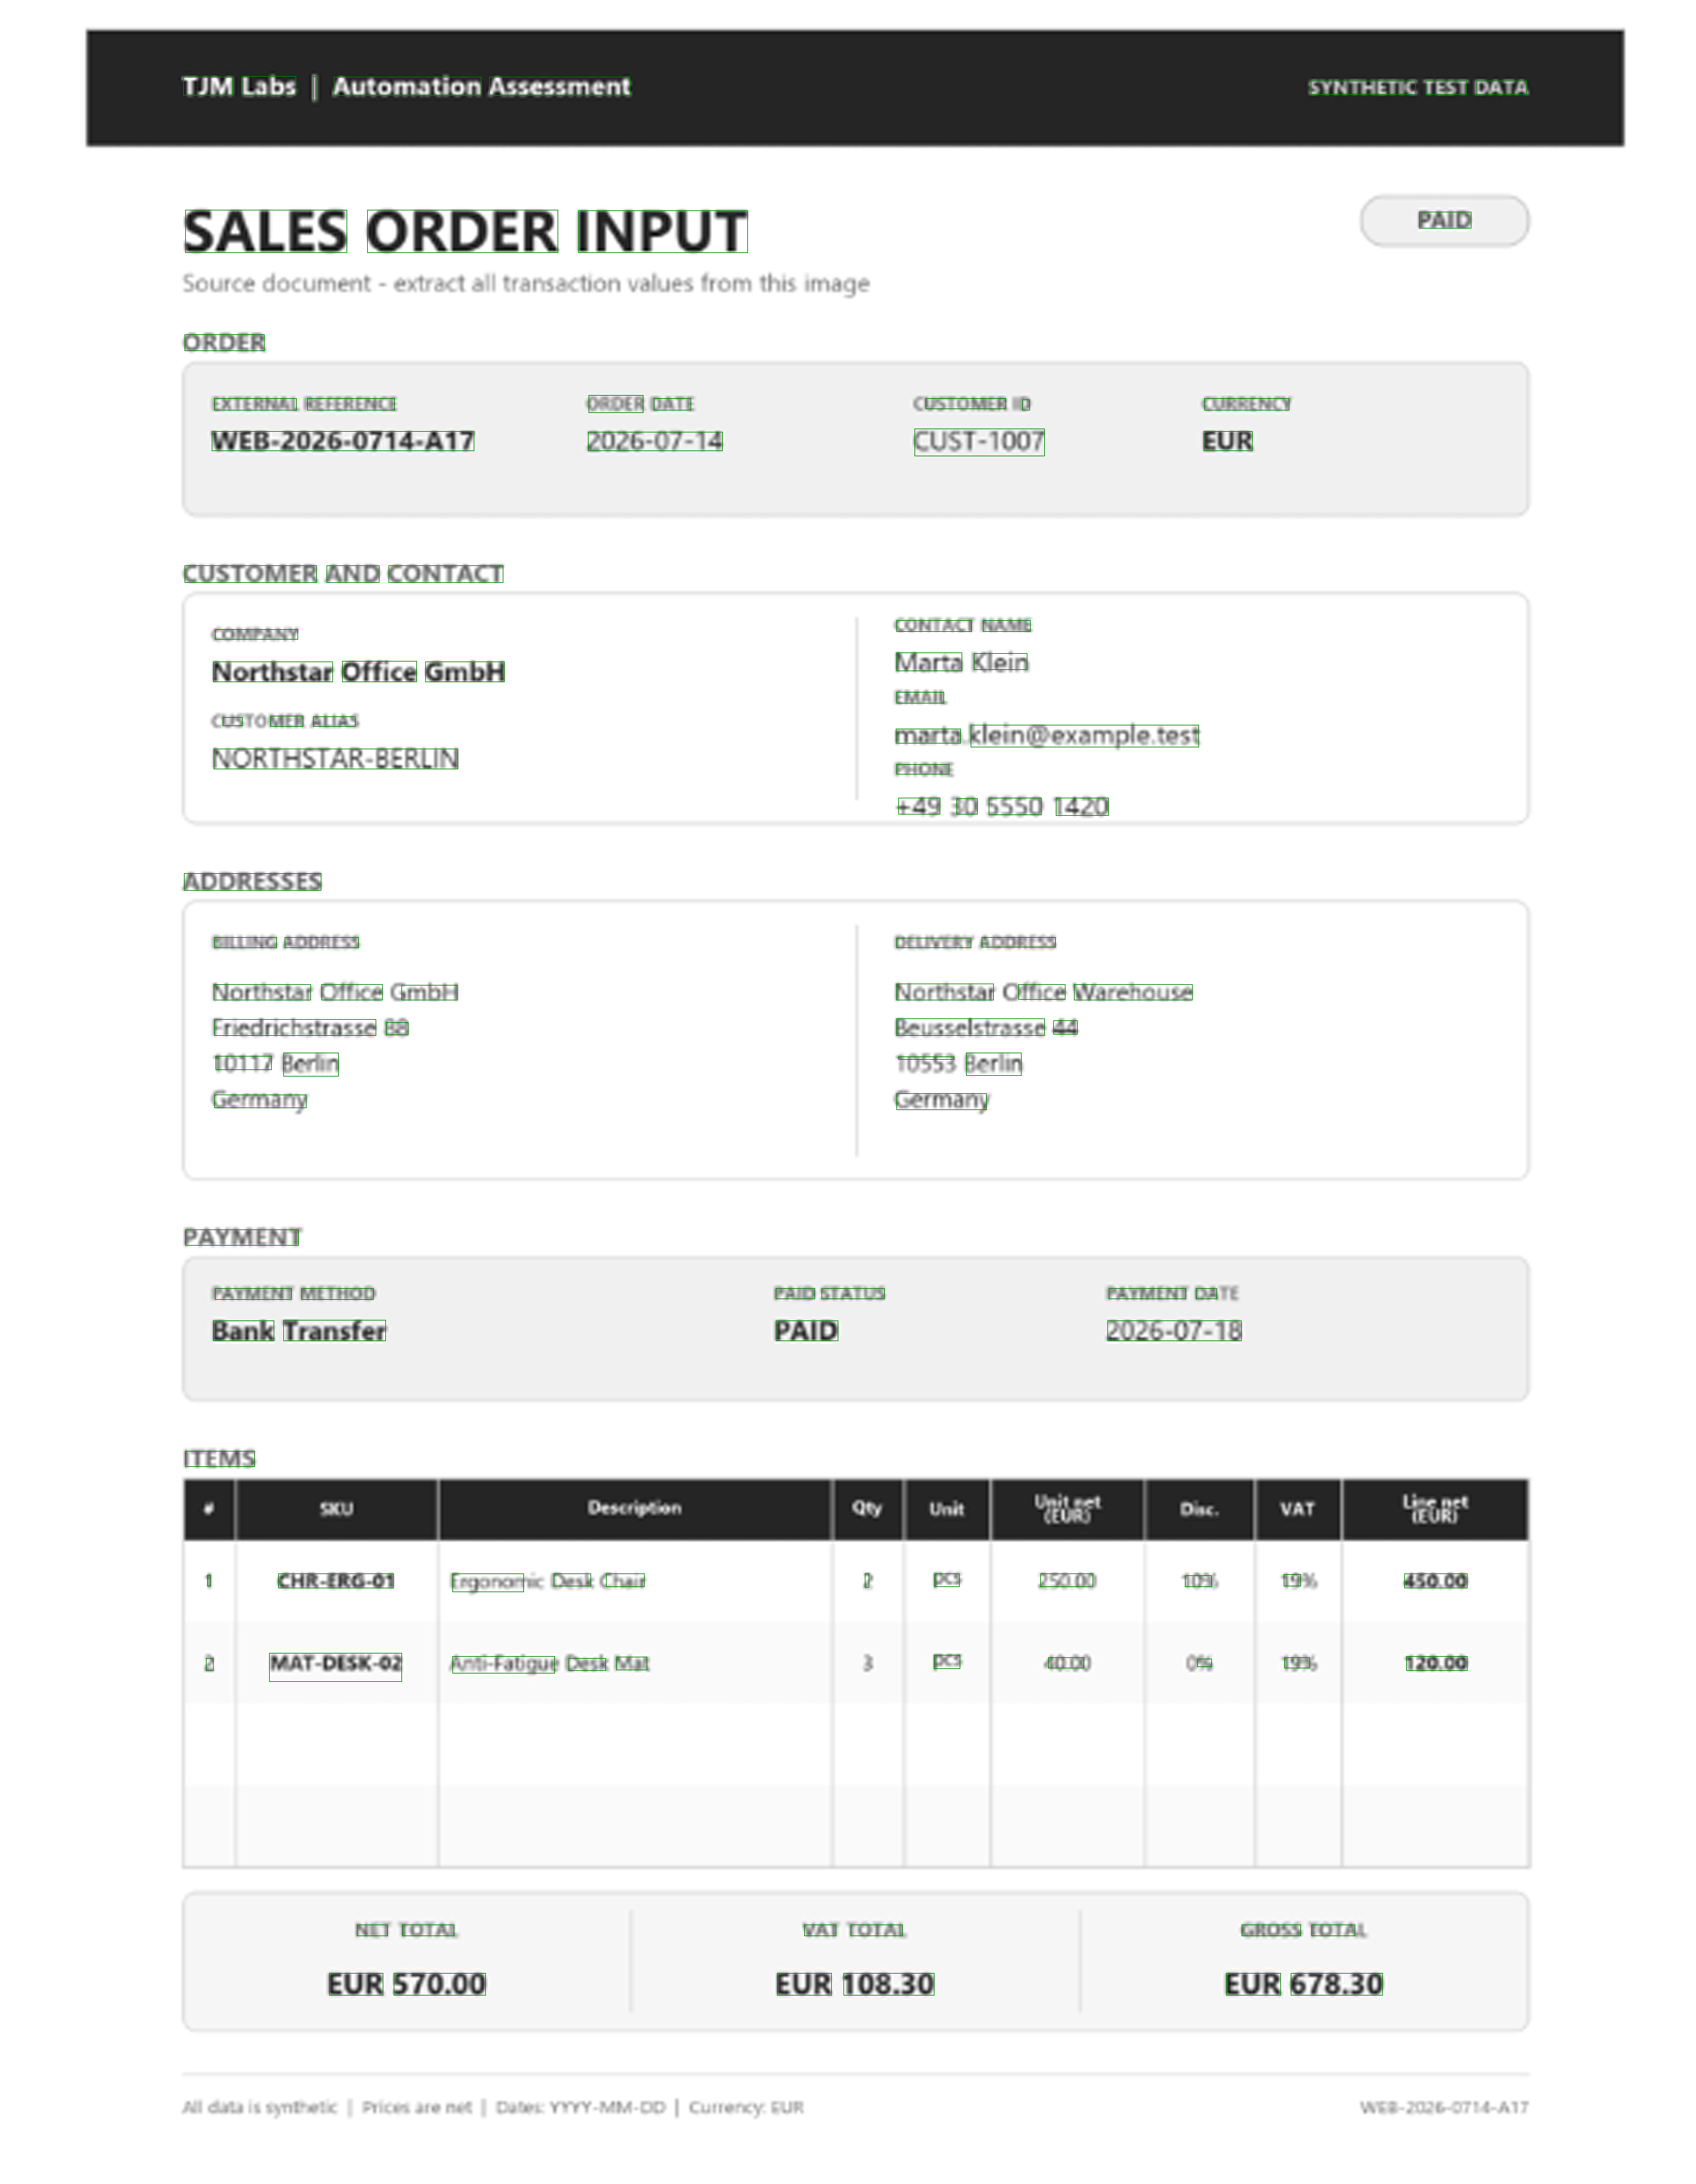 TJM Labs | Automation Assessment
SYNTHETIC TEST DATA
SALES ORDER INPUT
PAID
Source document - extract all transaction values from this image
ORDER
EXTERNAL REFERENCE ORDER DATE CUSTOMER ID CURRENCY
WEB-2026-0714-A17 2026-07-14 CUST-1007 EUR
CUSTOMER AND CONTACT
COMPANY
Northstar Office GmbH
CUSTOMER ALIAS
NORTHSTAR-BERLIN
CONTACT NAME
Marta Klein
EMAIL
marta.klein@example.test
PHONE
+49 30 5550 1420
ADDRESSES
BILLING ADDRESS
Northstar Office GmbH
Friedrichstrasse 88
10117 Berlin
Germany
DELIVERY ADDRESS
Northstar Office Warehouse
Beusselstrasse 44
10553 Berlin
Germany
PAYMENT
PAYMENT METHOD PAID STATUS PAYMENT DATE
Bank Transfer PAID 2026-07-18
ITEMS
# SKU Description Qty Unit Unit net (EUR) Disc. VAT Line net (EUR)
1 CHR-ERG-01 Ergonomic Desk Chair 2 pcs 250.00 10% 19% 450.00
2 MAT-DESK-02 Anti-Fatigue Desk Mat 3 pcs 40.00 0% 19% 120.00
NET TOTAL VAT TOTAL GROSS TOTAL
EUR 570.00 EUR 108.30 EUR 678.30
All data is synthetic | Prices are net | Dates: YYYY-MM-DD | Currency: EUR
WEB-2026-0714-A17